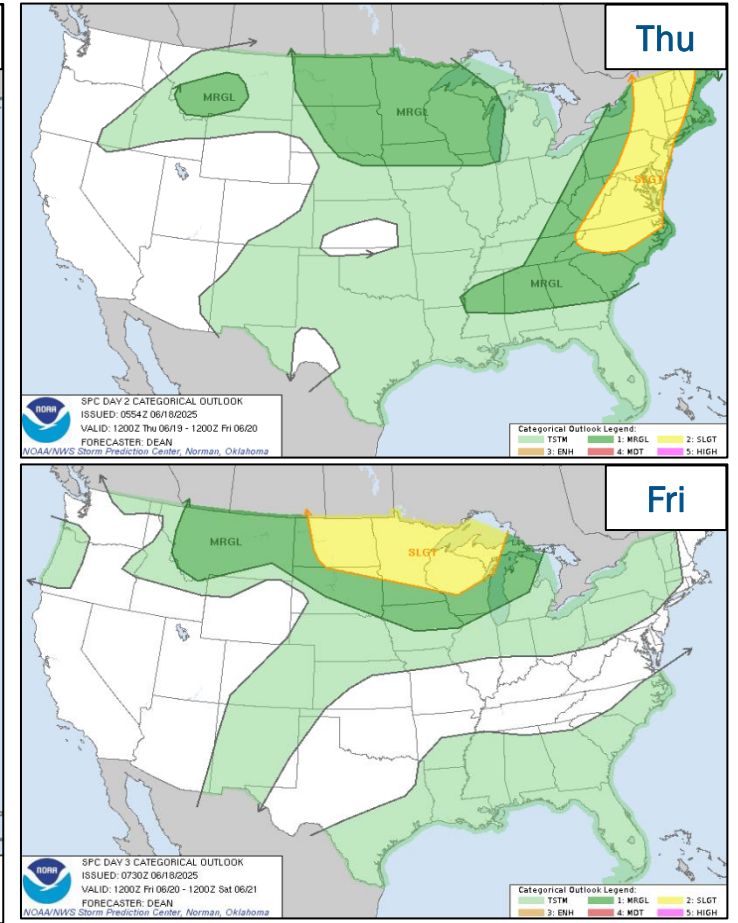 Thu
MRGL
MRGL
SLGT
MRGL
NOAA
SPC DAY 2 CATEGORICAL OUTLOOK
ISSUED: 0554Z 06/18/2025
VALID: 1200Z Thu 06/19 - 1200Z Fri 06/20
FORECASTER: DEAN
NOAA/NWS Storm Prediction Center, Norman, Oklahoma
Categorical Outlook Legend:
TSTM 1: MRGL 2: SLGT
3: ENH 4: MDT 5: HIGH
Fri
MRGL
SLGT
NOAA
SPC DAY 3 CATEGORICAL OUTLOOK
ISSUED: 0730Z 06/18/2025
VALID: 1200Z Fri 06/20 - 1200Z Sat 06/21
FORECASTER: DEAN
NOAA/NWS Storm Prediction Center, Norman, Oklahoma
Categorical Outlook Legend:
TSTM 1: MRGL 2: SLGT
3: ENH 4: MDT 5: HIGH